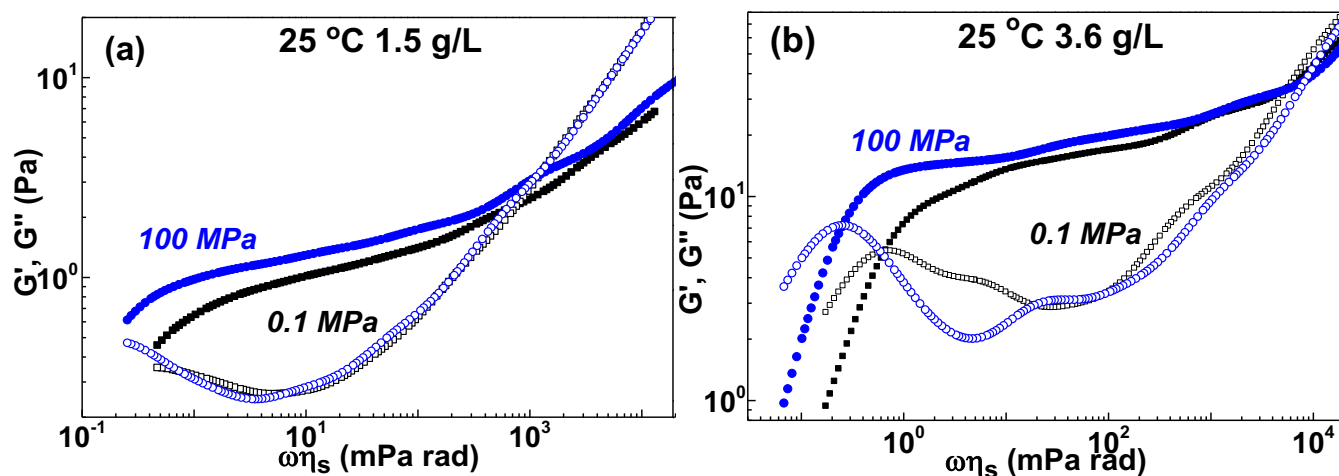 (a)
25 °C 1.5 g/L
10¹
10⁰
G', G" (Pa)
100 MPa
0.1 MPa
10⁻¹ 10¹ 10³
ωηₛ (mPa rad)
(b)
25 °C 3.6 g/L
10¹
10⁰
G', G" (Pa)
100 MPa
0.1 MPa
10⁰ 10² 10⁴
ωηₛ (mPa rad)